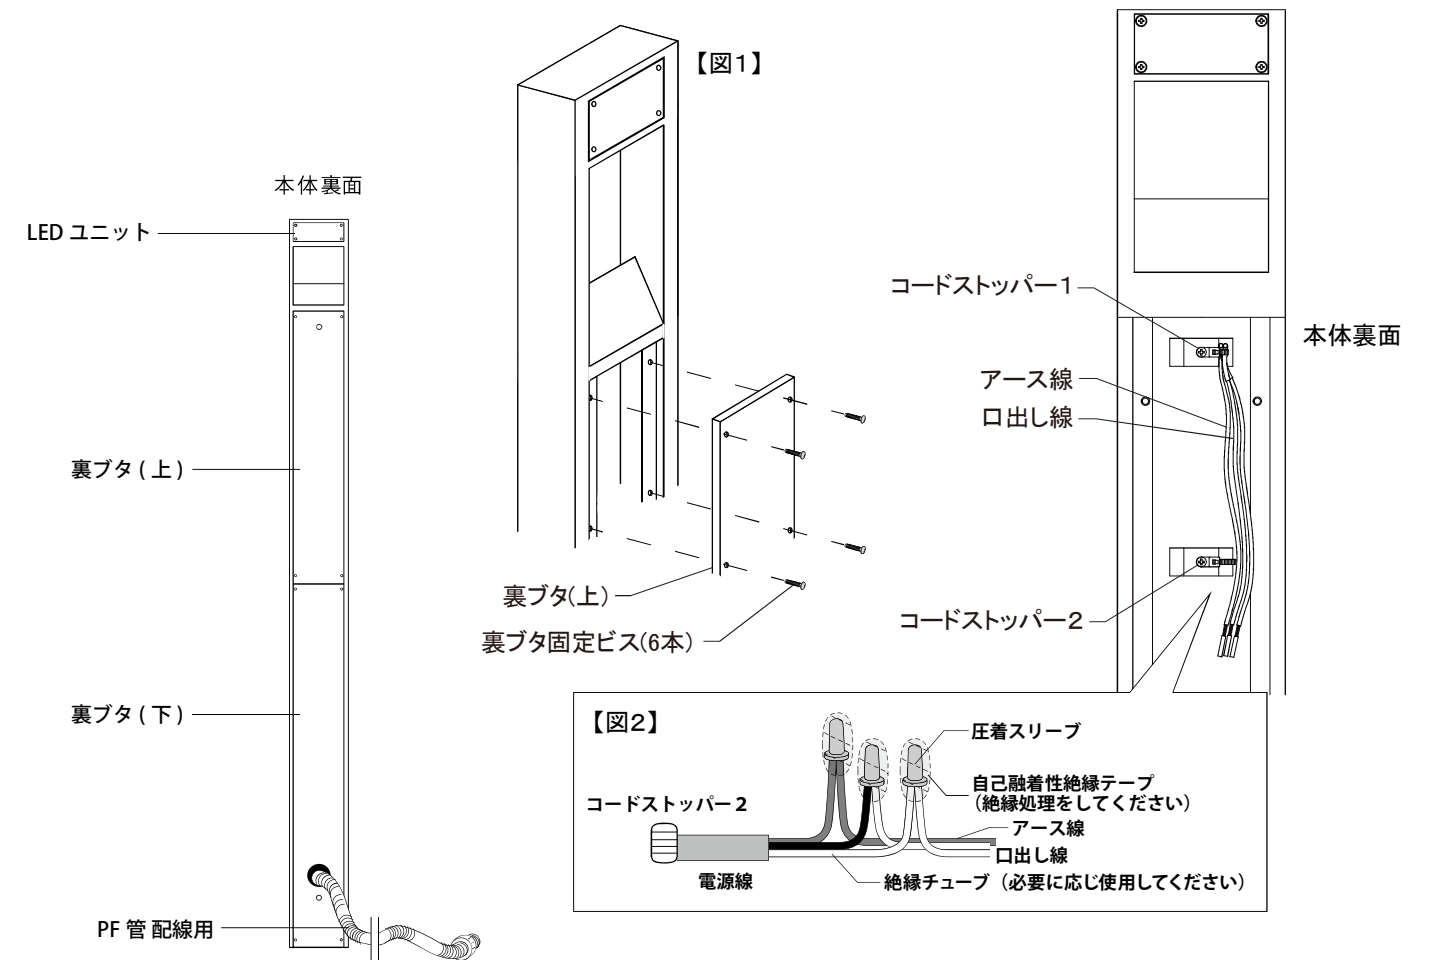 本体裏面
LED ユニット
裏ブタ ( 上 )
裏ブタ ( 下 )
PF 管 配線用
【図1】
裏ブタ(上)
裏ブタ固定ビス(6本)
コードストッパー1
アース線
口出し線
本体裏面
コードストッパー2
【図2】
圧着スリーブ
自己融着性絶縁テープ
（絶縁処理をしてください）
コードストッパー 2
アース線
口出し線
電源線
絶縁チューブ（必要に応じ使用してください）